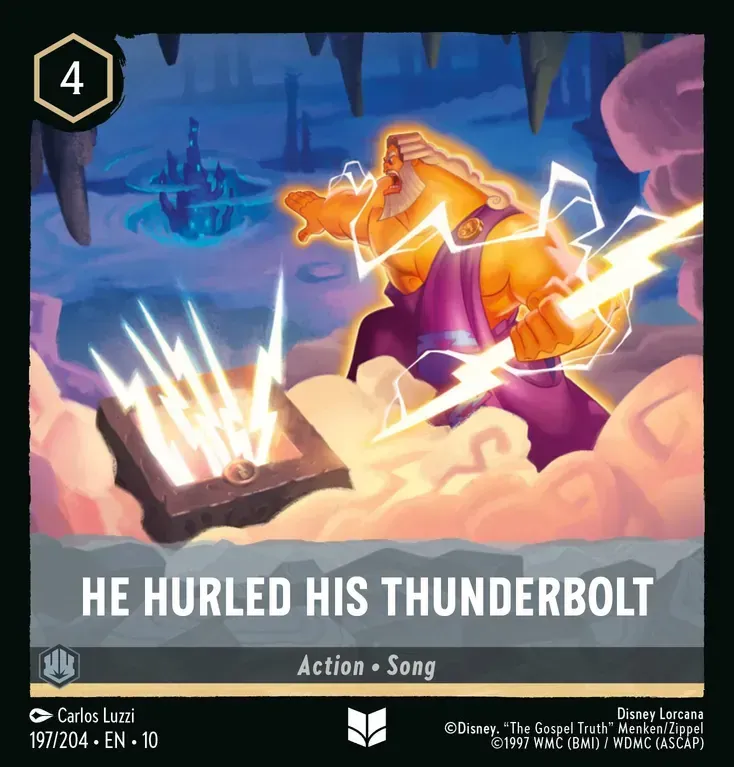 4
HE HURLED HIS THUNDERBOLT
Action • Song
Carlos Luzzi
197/204 • EN • 10
Disney Lorcana
©Disney. “The Gospel Truth” Menken/Zippel
©1997 WMC (BMI) / WDMC (ASCAP)